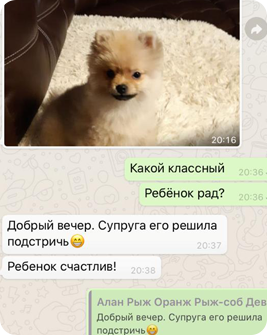 20:16
Какой классный
20:36
Ребёнок рад?
20:36
Добрый вечер. Супруга его решила
подстричь😁
20:37
Ребенок счастлив!
20:38
Алан Рыж Оранж Рыж-соб Дев
Добрый вечер. Супруга его решила
подстричь😁